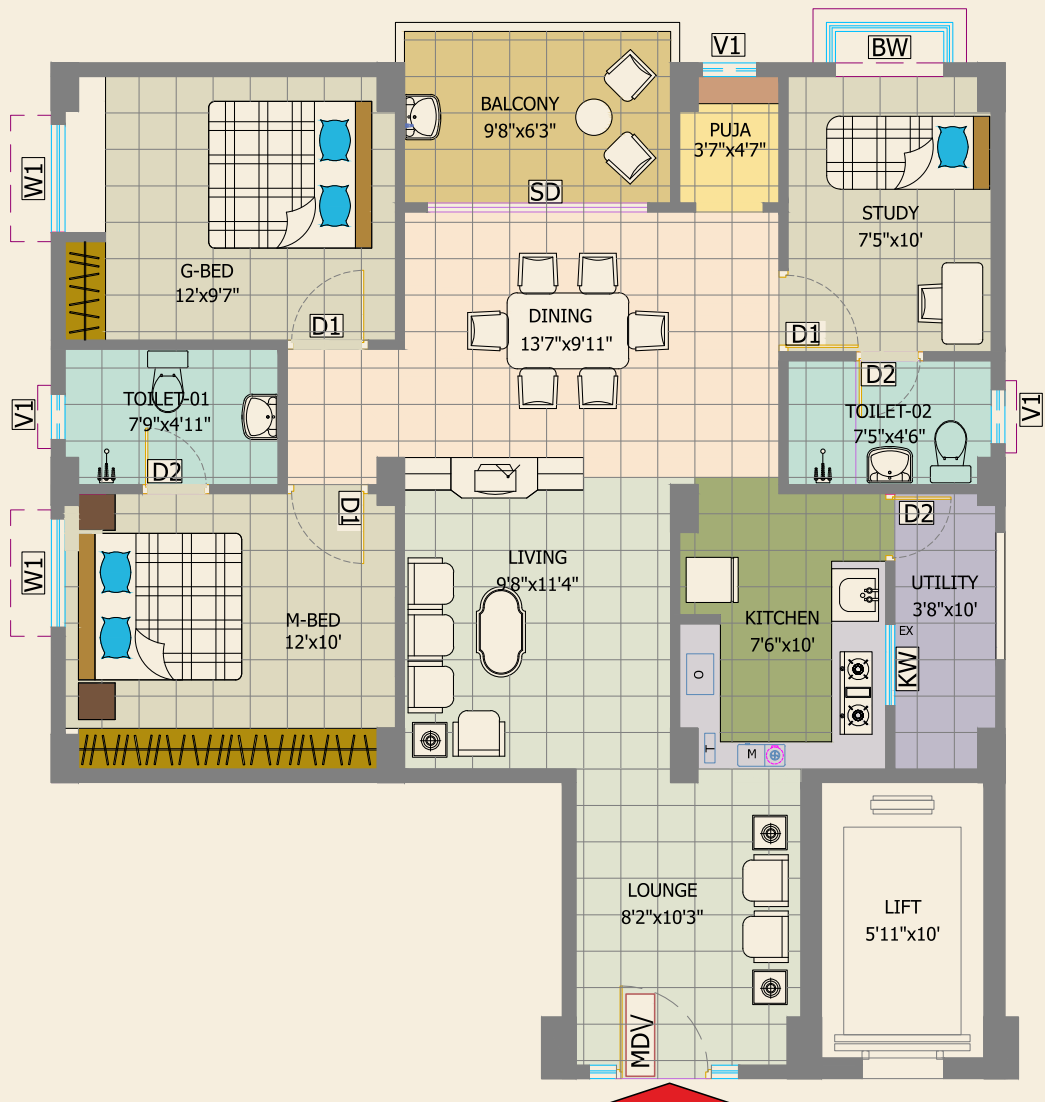 V1
BW
BALCONY
9'8"x6'3"
PUJA
3'7"x4'7"
W1
SD
STUDY
7'5"x10'
G-BED
12'x9'7"
D1
DINING
13'7"x9'11"
D1
D2
TOILET-01
7'9"x4'11"
V1
TOILET-02
7'5"x4'6"
V1
D2
D1
D2
W1
LIVING
9'8"x11'4"
UTILITY
3'8"x10'
M-BED
12'x10'
KITCHEN
7'6"x10'
EX
KW
O
T
M
LOUNGE
8'2"x10'3"
LIFT
5'11"x10'
MDV